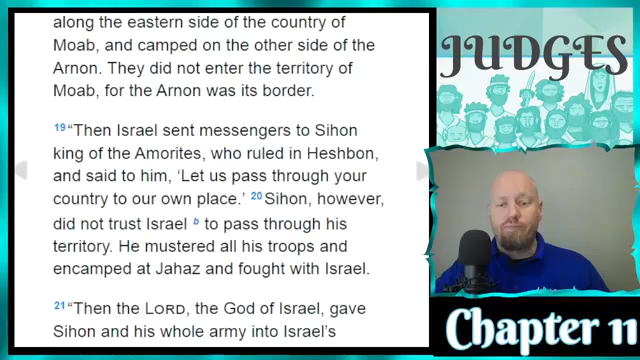 along the eastern side of the country of
Moab, and camped on the other side of the
Arnon. They did not enter the territory of
Moab, for the Arnon was its border.
19 “Then Israel sent messengers to Sihon
king of the Amorites, who ruled in Heshbon,
and said to him, ‘Let us pass through your
country to our own place.’ 20 Sihon, however,
did not trust Israel b to pass through his
territory. He mustered all his troops and
encamped at Jahaz and fought with Israel.
21 “Then the LORD, the God of Israel, gave
Sihon and his whole army into Israel’s
JUDGES
Chapter 11